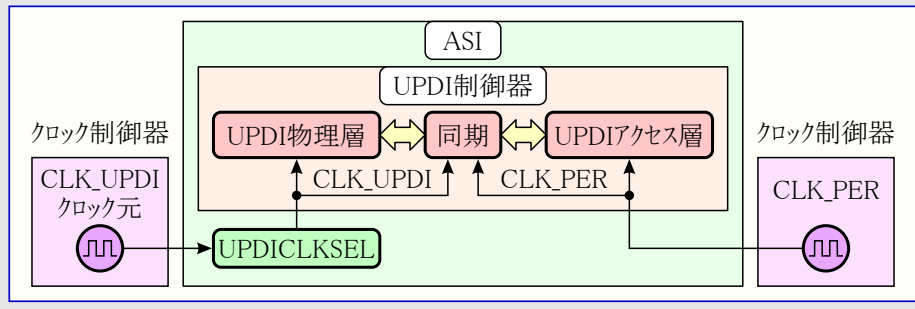 ASI
UPDI制御器
クロック制御器
UPDI物理層
同期
UPDIアクセス層
クロック制御器
CLK_UPDI
クロック元
CLK_UPDI
CLK_PER
CLK_PER
UPDICLKSEL